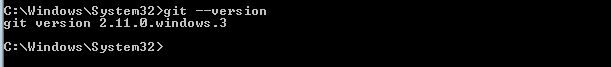 C:\Windows\System32>git --version
git version 2.11.0.windows.3
C:\Windows\System32>